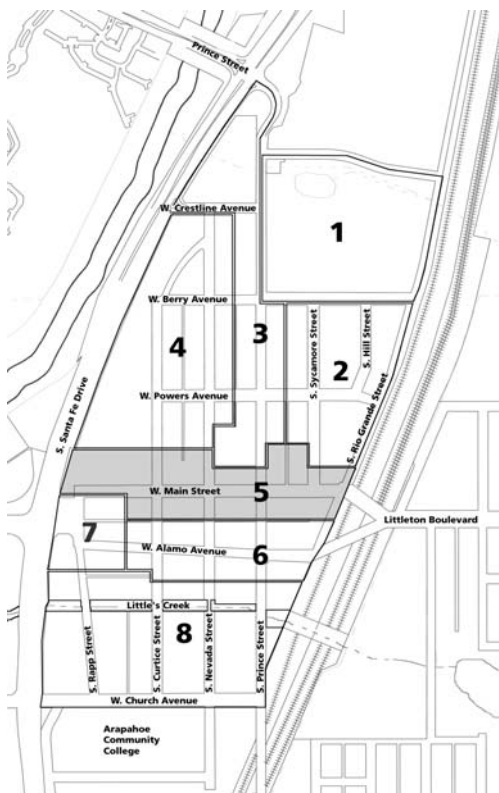 Prince Street
W. Crestline Avenue
1
W. Berry Avenue
3
4
S. Sycamore Street
2
S. Hill Street
W. Powers Avenue
S. Santa Fe Drive
S. Rio Grande Street
W. Main Street
5
Littleton Boulevard
7
W. Alamo Avenue
6
Little's Creek
8
S. Rapp Street
S. Curtice Street
S. Nevada Street
S. Prince Street
W. Church Avenue
Arapahoe
Community
College